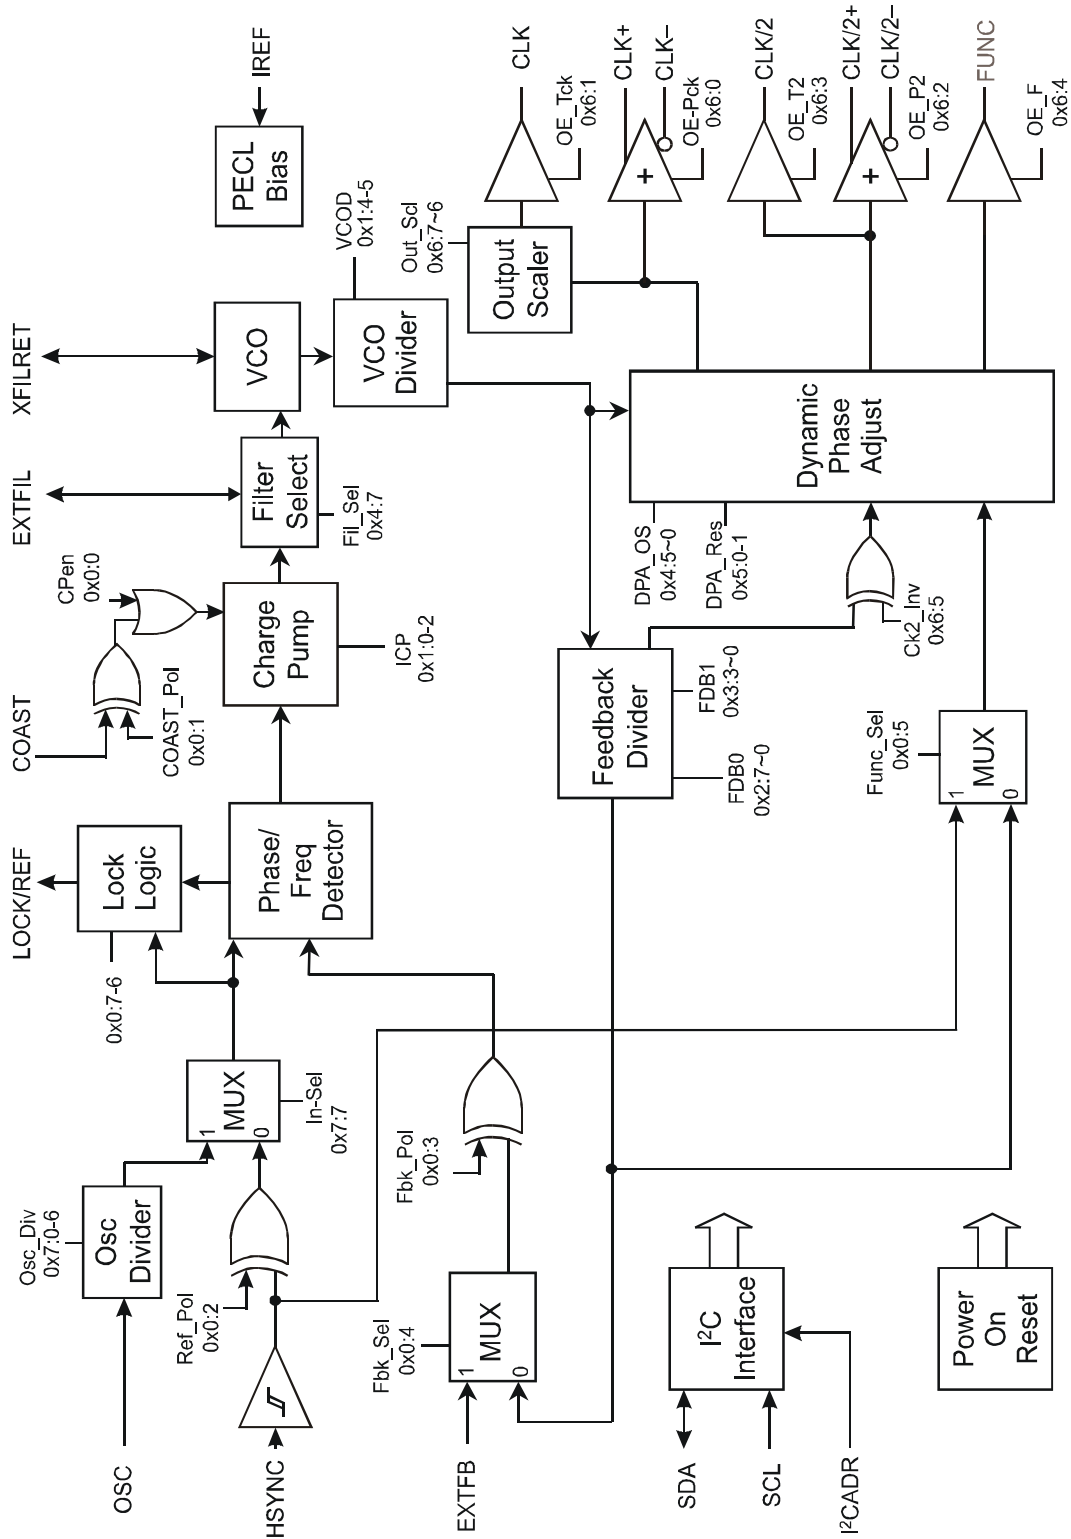 OSC
Osc_Div
0x7:0-6
Osc
Divider
HSYNC
Ref_Pol
0x0:2
1
MUX
0
In-Sel
0x7:7
0x0:7-6
LOCK/REF
Lock
Logic
Phase/
Freq
Detector
COAST
COAST_Pol
0x0:1
CPen
0x0:0
Charge
Pump
ICP
0x1:0-2
EXTFIL
Filter
Select
Fil_Sel
0x4:7
XFILRET
VCO
VCO
Divider
VCOD
0x1:4-5
PECL
Bias
IREF
EXTFB
Fbk_Sel
0x0:4
1
MUX
0
Fbk_Pol
0x0:3
Feedback
Divider
FDB0
0x2:7~0
FDB1
0x3:3~0
DPA_OS
0x4:5~0
DPA_Res
0x5:0-1
Ck2_Inv
0x6:5
Func_Sel
0x0:5
1
MUX
0
Dynamic
Phase
Adjust
Out_Scl
0x6:7~6
Output
Scaler
CLK
OE_Tck
0x6:1
CLK+
CLK–
+
OE-Pck
0x6:0
CLK/2
OE_T2
0x6:3
CLK/2+
CLK/2–
+
OE_P2
0x6:2
FUNC
OE_F
0x6:4
SDA
SCL
I²CADR
I²C
Interface
Power
On
Reset